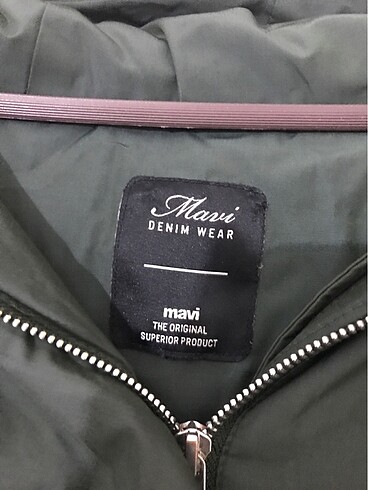 Mavi
DENIM WEAR
mavi
THE ORIGINAL
SUPERIOR PRODUCT